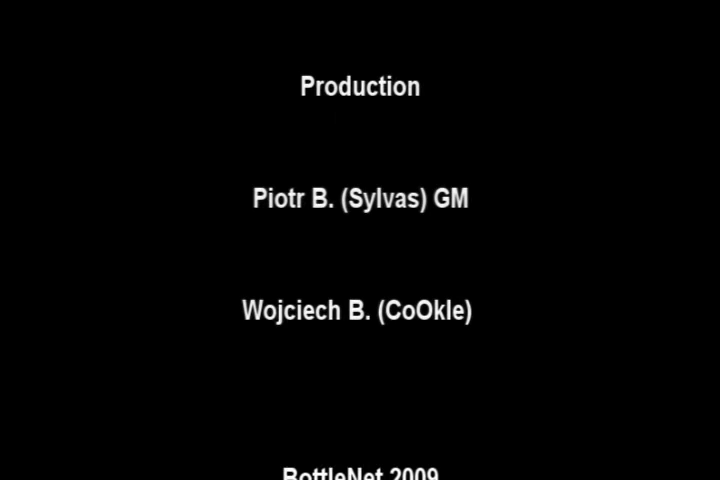 Production
Piotr B. (Sylvas) GM
Wojciech B. (CoOkle)
BottleNet 2009